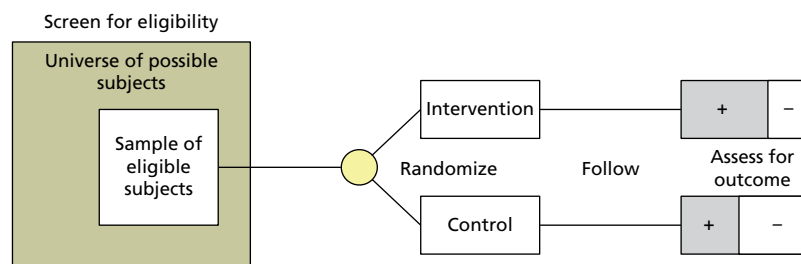 Screen for eligibility
Universe of possible
subjects
Sample of
eligible
subjects
Intervention
Randomize
Control
Follow
+
–
Assess for
outcome
+
–